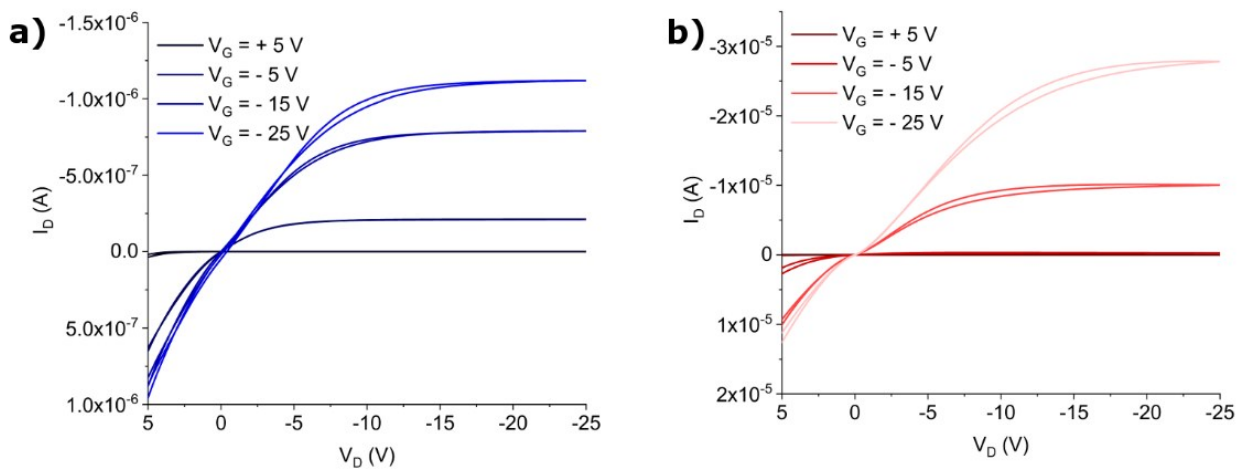 a)
V_G = + 5 V
V_G = - 5 V
V_G = - 15 V
V_G = - 25 V
I_D (A)
-1.5x10⁻⁶
-1.0x10⁻⁶
-5.0x10⁻⁷
0.0
5.0x10⁻⁷
1.0x10⁻⁶
5 0 -5 -10 -15 -20 -25
V_D (V)
b)
V_G = + 5 V
V_G = - 5 V
V_G = - 15 V
V_G = - 25 V
I_D (A)
-3x10⁻⁵
-2x10⁻⁵
-1x10⁻⁵
0
1x10⁻⁵
2x10⁻⁵
5 0 -5 -10 -15 -20 -25
V_D (V)